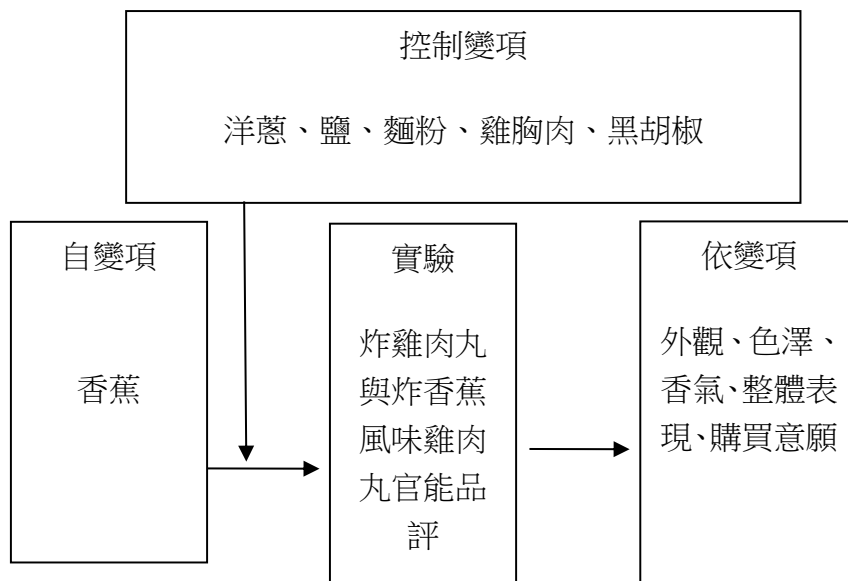 控制變項
洋蔥、鹽、麵粉、雞胸肉、黑胡椒
自變項
香蕉
實驗
炸雞肉丸
與炸香蕉
風味雞肉
丸官能品
評
依變項
外觀、色澤、
香氣、整體表
現、購買意願